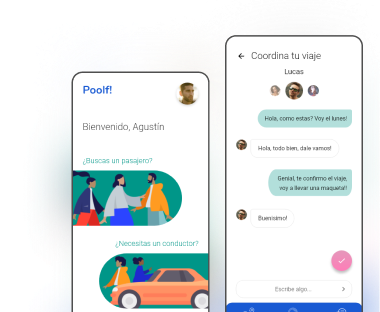 Poolf!
Bienvenido, Agustín
¿Buscas un pasajero?
¿Necesitas un conductor?
Coordina tu viaje
Lucas
Hola, como estas? Voy el lunes!
Hola, todo bien, dale vamos!
Genial, te confirmo el viaje,
voy a llevar una maqueta!!
Buenisimo!
Escribe algo...